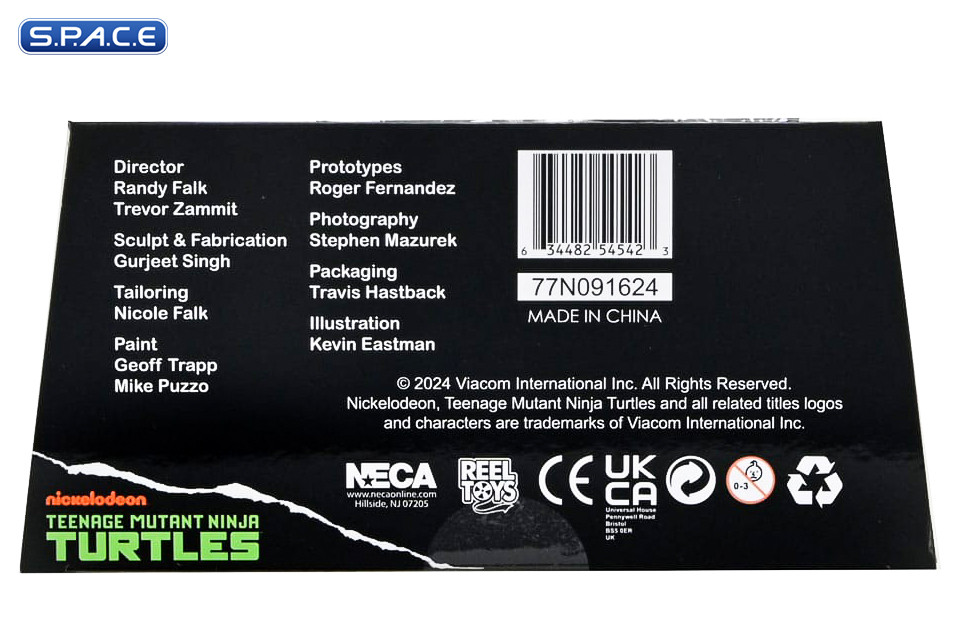 S.P.A.C.E
Director
Randy Falk
Trevor Zammit
Sculpt & Fabrication
Gurjeet Singh
Tailoring
Nicole Falk
Paint
Geoff Trapp
Mike Puzzo
Prototypes
Roger Fernandez
Photography
Stephen Mazurek
Packaging
Travis Hastback
Illustration
Kevin Eastman
6 34482 54542 3
77N091624
MADE IN CHINA
© 2024 Viacom International Inc. All Rights Reserved.
Nickelodeon, Teenage Mutant Ninja Turtles and all related titles logos
and characters are trademarks of Viacom International Inc.
nickelodeon
TEENAGE MUTANT NINJA
TURTLES
NECA
www.necaonline.com
Hillside, NJ 07205
REEL
TOYS
CE
UK
CA
Universal House
Pennywell Road
Bristol
BS5 0ER
UK
0-3